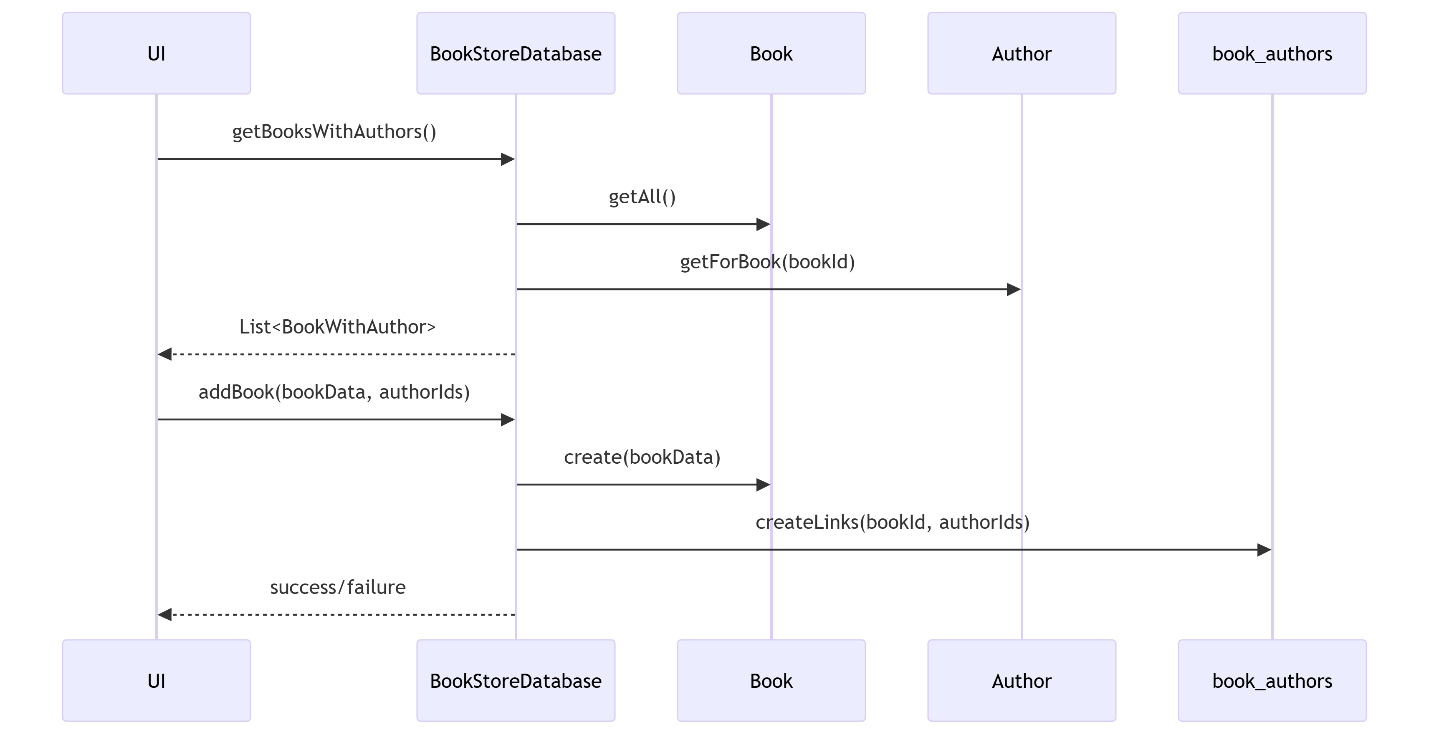 UI
BookStoreDatabase
Book
Author
book_authors
getBooksWithAuthors()
getAll()
getForBook(bookId)
List<BookWithAuthor>
addBook(bookData, authorIds)
create(bookData)
createLinks(bookId, authorIds)
success/failure
UI
BookStoreDatabase
Book
Author
book_authors